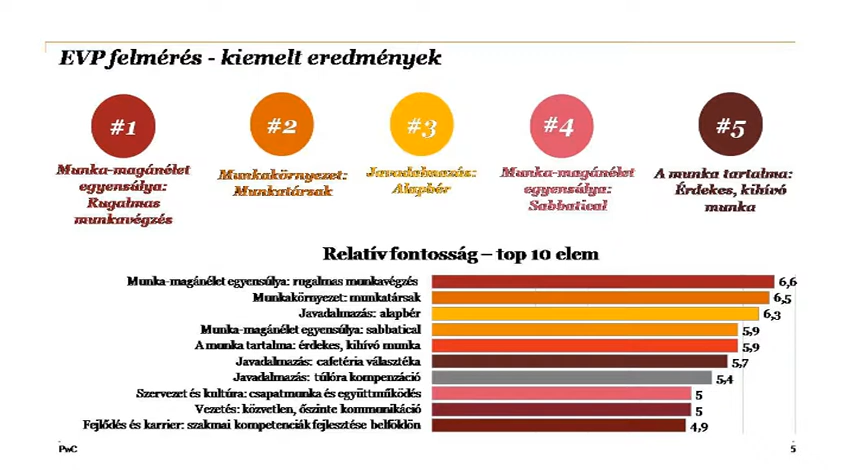 EVP felmérés - kiemelt eredmények
#1
#2
#3
#4
#5
Munka-magánélet
egyensúlya:
Rugalmas
munkavégzés
Munkakörnyezet:
Munkatársak
Javadalmazás:
Alapbér
Munka-magánélet
egyensúlya:
Sabbatical
A munka tartalma:
Érdekes, kihívó
munka
Relatív fontosság – top 10 elem
Munka-magánélet egyensúlya: rugalmas munkavégzés 6,6
Munkakörnyezet: munkatársak 6,5
Javadalmazás: alapbér 6,3
Munka-magánélet egyensúlya: sabbatical 5,9
A munka tartalma: érdekes, kihívó munka 5,9
Javadalmazás: cafetéria választéka 5,7
Javadalmazás: túlóra kompenzáció 5,4
Szervezet és kultúra: csapatmunka és együttműködés 5
Vezetés: közvetlen, őszinte kommunikáció 5
Fejlődés és karrier: szakmai kompetenciák fejlesztése belföldön 4,9
PwC 5